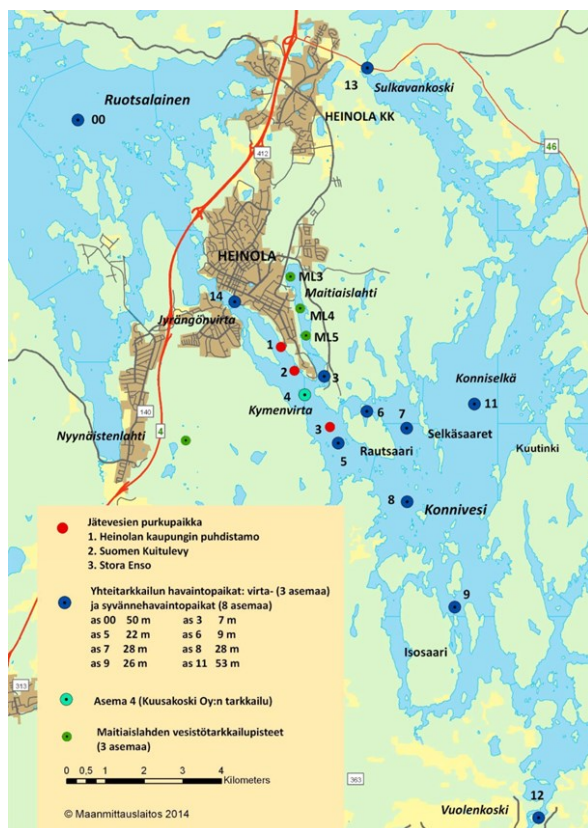 13
Sulkavankoski
Ruotsalainen
00
HEINOLA KK
46
412
HEINOLA
ML3
Maitiaislahti
14
ML4
Jyrängönvirta
ML5
1
2
3
Konniselkä
4
11
Kymenvirta
6
7
140
4
3
Selkäsaaret
Nyynäistenlahti
5
Rautsaari
Kuutinki
8
Konnivesi
9
Isosaari
Jätevesien purkupaikka
1. Heinolan kaupungin puhdistamo
2. Suomen Kuitulevy
3. Stora Enso
Yhteitarkkailun havaintopaikat: virta- (3 asemaa)
ja syvännehavaintopaikat (8 asemaa)
as 00 50 m as 3 7 m
as 5 22 m as 6 9 m
as 7 28 m as 8 28 m
as 9 26 m as 11 53 m
313
Asema 4 (Kuusakoski Oy:n tarkkailu)
Maitiaislahden vesistötarkkailupisteet
(3 asemaa)
0 0,5 1 2 3 4
Kilometers
363
12
Vuolenkoski
© Maanmittauslaitos 2014